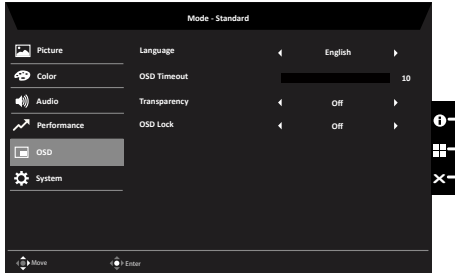 Mode - Standard
Picture
Language
English
Color
OSD Timeout
10
Audio
Transparency
Off
Performance
OSD Lock
Off
OSD
System
Move
Enter